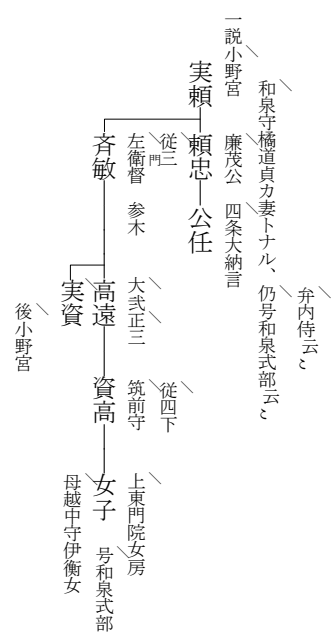 弁内侍云〻
和泉守橘道貞カ妻トナル、仍号和泉式部云〻
一説小野宮
実頼
廉茂公
頼忠
四条大納言
公任
従三
左衛門督
参木
斉敏
大弐正三
高遠
実資
後小野宮
従四下
筑前守
資高
上東門院女房
女子
号和泉式部
母越中守伊衡女